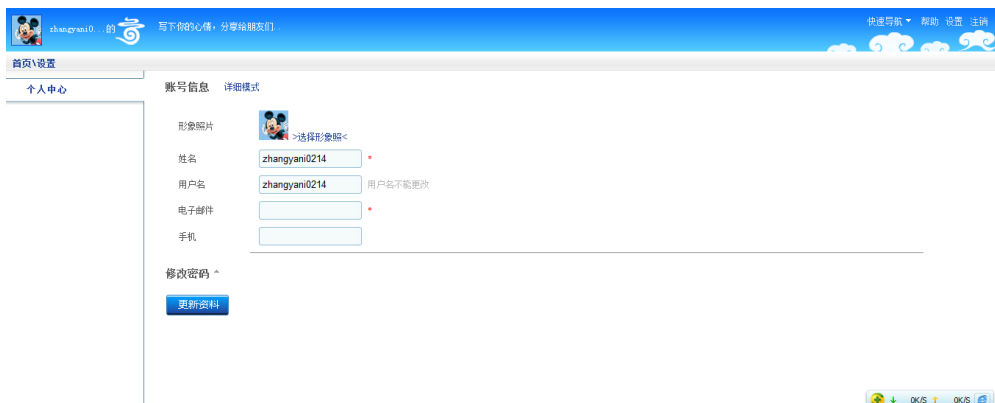 zhangyani0...的 写下你的心情，分享给朋友们... 快速导航 帮助 设置 注销
首页\设置
个人中心
账号信息 详细模式
形象照片 >选择形象照<
姓名 zhangyani0214 *
用户名 zhangyani0214 用户名不能更改
电子邮件 *
手机
修改密码
更新资料
0K/S 0K/S